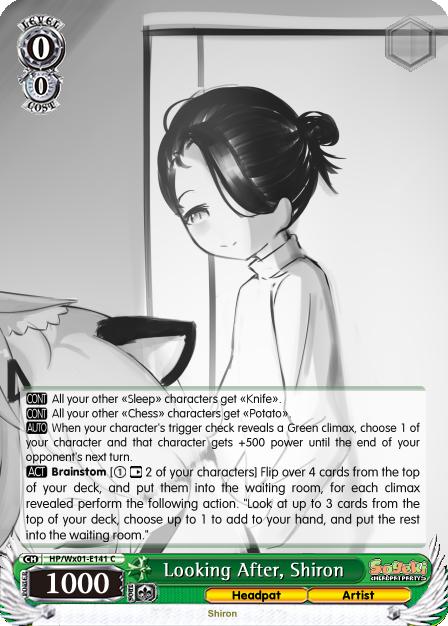 LEVEL
0
0
COST
CONT All your other «Sleep» characters get «Knife».
CONT All your other «Chess» characters get «Potato».
AUTO When your character's trigger check reveals a Green climax, choose 1 of
your character and that character gets +500 power until the end of your
opponent's next turn.
ACT Brainstom [① 2 of your characters] Flip over 4 cards from the top
of your deck, and put them into the waiting room, for each climax
revealed perform the following action. "Look at up to 3 cards from the
top of your deck, choose up to 1 to add to your hand, and put the rest
into the waiting room."
CH HP/Wx01-E141 C
POWER 1000 SOUL Looking After, Shiron
Sayuki
HEADPAT PARTY
Headpat Artist
Shiron